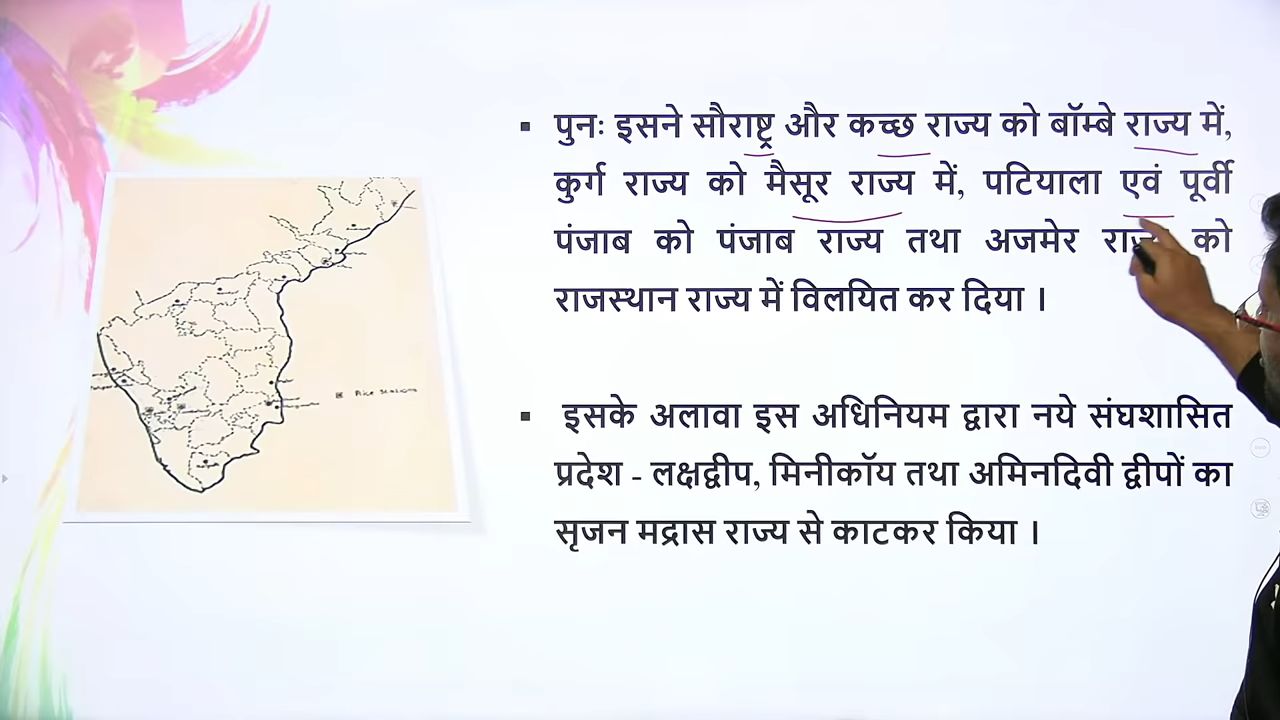 ▪ पुनः इसने सौराष्ट्र और कच्छ राज्य को बॉम्बे राज्य में,
कुर्ग राज्य को मैसूर राज्य में, पटियाला एवं पूर्वी
पंजाब को पंजाब राज्य तथा अजमेर राज्य को
राजस्थान राज्य में विलयित कर दिया ।
▪ इसके अलावा इस अधिनियम द्वारा नये संघशासित
प्रदेश - लक्षद्वीप, मिनीकॉय तथा अमिनदिवी द्वीपों का
सृजन मद्रास राज्य से काटकर किया ।